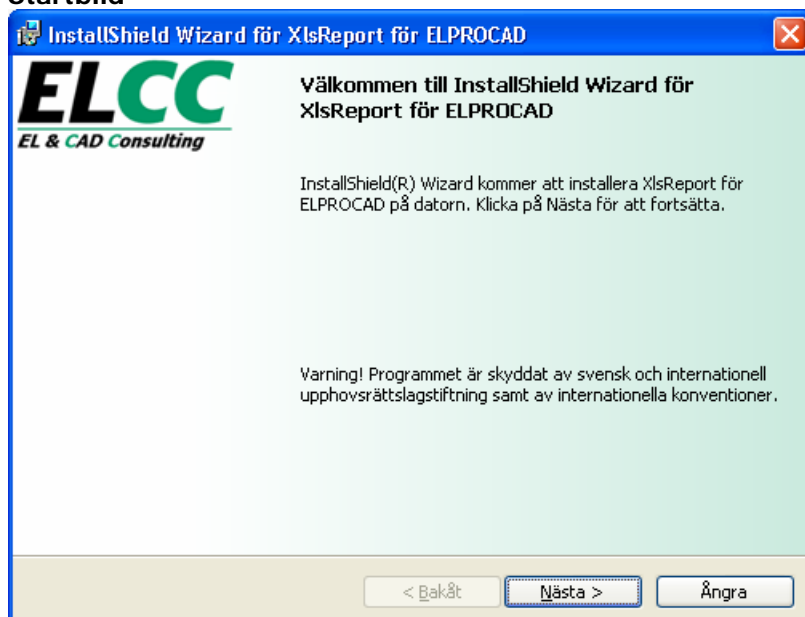 Startbild
InstallShield Wizard för XlsReport för ELPROCAD
ELCC
EL & CAD Consulting
Välkommen till InstallShield Wizard för
XlsReport för ELPROCAD
InstallShield(R) Wizard kommer att installera XlsReport för
ELPROCAD på datorn. Klicka på Nästa för att fortsätta.
Varning! Programmet är skyddat av svensk och internationell
upphovsrättslagstiftning samt av internationella konventioner.
< Bakåt Nästa > Ångra